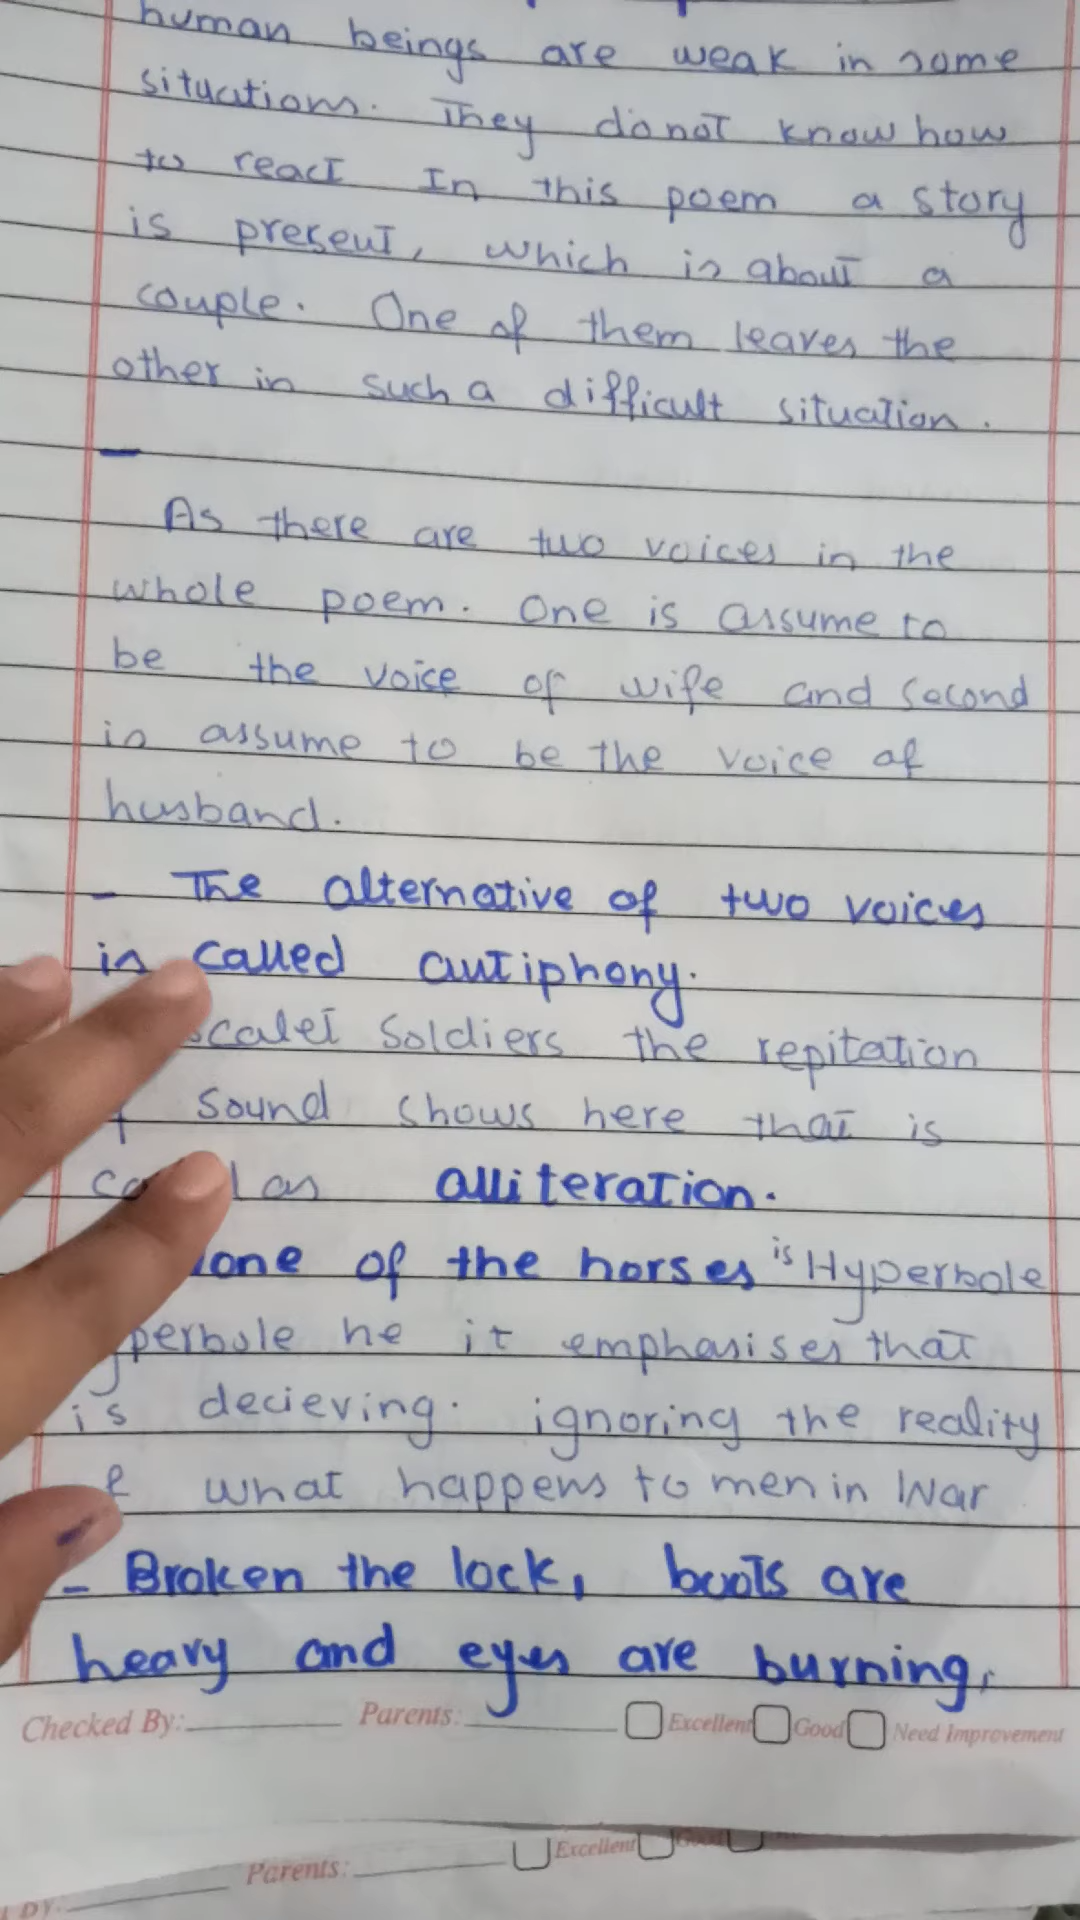 human beings are weak in some
situations. They donot know how
to react In this poem a story
is present, which is about a
couple. One of them leaves the
other in such a difficult situation.
-
As there are two voices in the
whole poem. One is assume to
be the voice of wife and second
is assume to be the voice of
husband.
- The alternative of two voices
is called antiphony.
scalet soldiers the repitation
sound shows here that is
as alliteration.
of the horses is Hyperbole
perbole he it emphasises that
is decieving. ignoring the reality
what happens to men in War
- Broken the lock, boots are
heavy and eyes are burning,
Checked By: Parents: Excellent Good Need Improvement
Parents: Excellent Good